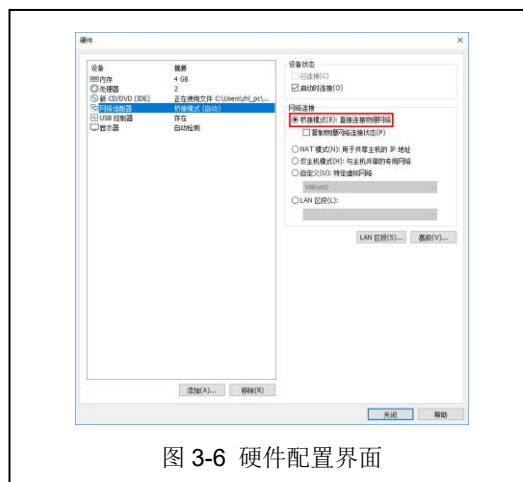 硬件
设备 摘要
内存 4 GB
处理器 2
新 CD/DVD (IDE) 正在使用文件 C:\Users\zhl_pc\...
网络适配器 桥接模式 (自动)
USB 控制器 存在
显示器 自动检测
添加(A)... 移除(R)
设备状态
已连接(C)
启动时连接(O)
网络连接
桥接模式(B): 直接连接物理网络
复制物理网络连接状态(P)
NAT 模式(N): 用于共享主机的 IP 地址
仅主机模式(H): 与主机共享的专用网络
自定义(U): 特定虚拟网络
VMnet0
LAN 区段(L):
LAN 区段(S)... 高级(V)...
关闭 帮助
图 3-6 硬件配置界面